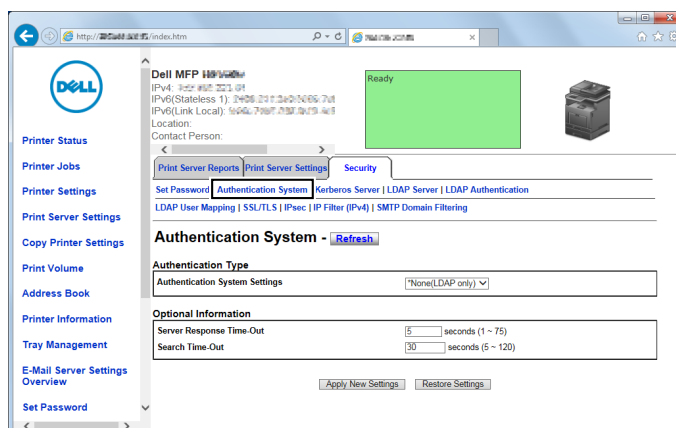 http://
/index.htm
DELL
Dell MFP
IPv4:
IPv6(Stateless 1):
IPv6(Link Local):
Location:
Contact Person:
Ready
Printer Status
Printer Jobs
Printer Settings
Print Server Settings
Copy Printer Settings
Print Volume
Address Book
Printer Information
Tray Management
E-Mail Server Settings
Overview
Set Password
Print Server Reports Print Server Settings Security
Set Password Authentication System Kerberos Server | LDAP Server | LDAP Authentication
LDAP User Mapping | SSL/TLS | IPsec | IP Filter (IPv4) | SMTP Domain Filtering
Authentication System - Refresh
Authentication Type
Authentication System Settings *None(LDAP only)
Optional Information
Server Response Time-Out 5 seconds (1 ~ 75)
Search Time-Out 30 seconds (5 ~ 120)
Apply New Settings Restore Settings